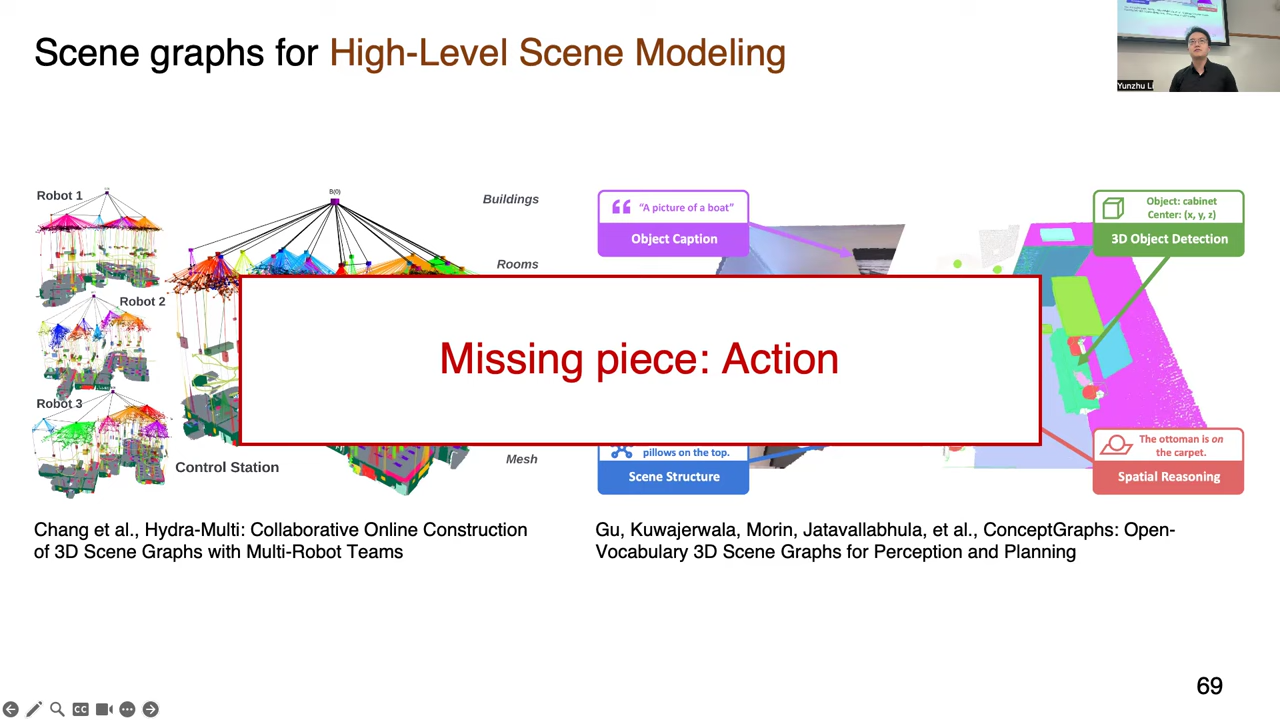 Scene graphs for High-Level Scene Modeling
Yunzhu Li
Robot 1
B(0)
Buildings
Rooms
Robot 2
Robot 3
Control Station
Mesh
"A picture of a boat"
Object Caption
Object: cabinet
Center: (x, y, z)
3D Object Detection
Missing piece: Action
pillows on the top.
Scene Structure
The ottoman is on
the carpet.
Spatial Reasoning
Chang et al., Hydra-Multi: Collaborative Online Construction
of 3D Scene Graphs with Multi-Robot Teams
Gu, Kuwajerwala, Morin, Jatavallabhula, et al., ConceptGraphs: Open-
Vocabulary 3D Scene Graphs for Perception and Planning
69
CC